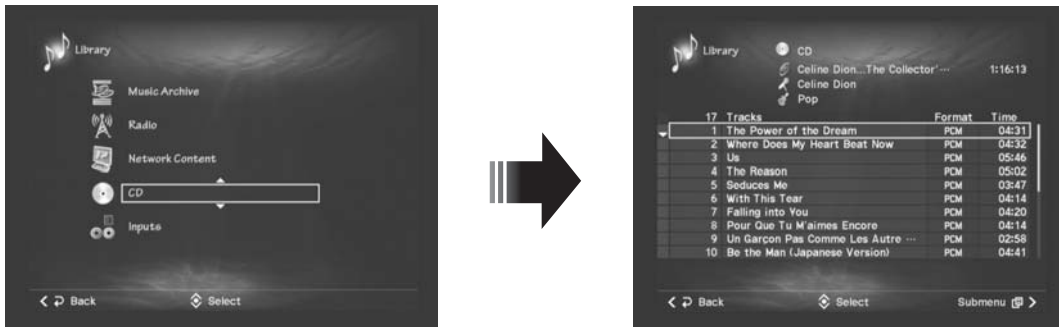 Library
Music Archive
Radio
Network Content
CD
Inputs
Back
Select
Library
CD
Celine Dion...The Collector'···
1:16:13
Celine Dion
Pop
17 Tracks Format Time
1 The Power of the Dream PCM 04:31
2 Where Does My Heart Beat Now PCM 04:32
3 Us PCM 05:46
4 The Reason PCM 05:02
5 Seduces Me PCM 03:47
6 With This Tear PCM 04:14
7 Falling into You PCM 04:20
8 Pour Que Tu M'aimes Encore PCM 04:14
9 Un Garçon Pas Comme Les Autre ··· PCM 02:58
10 Be the Man (Japanese Version) PCM 04:41
Back
Select
Submenu